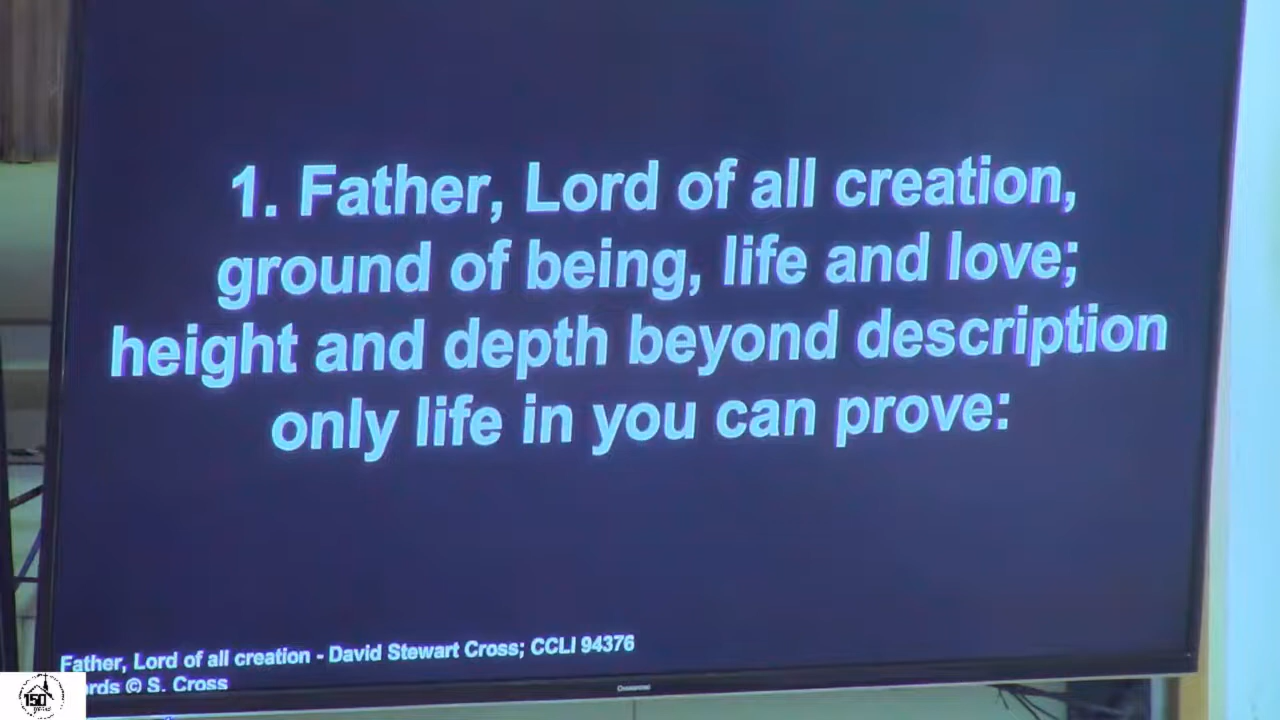 1. Father, Lord of all creation,
ground of being, life and love;
height and depth beyond description
only life in you can prove:
Father, Lord of all creation - David Stewart Cross; CCLI 94376
© S. Cross
150